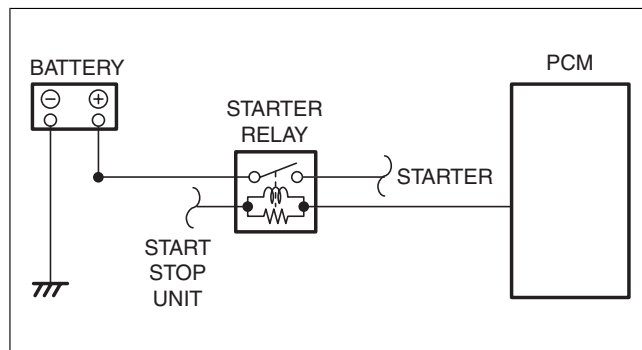 BATTERY
− +
STARTER
RELAY
STARTER
START
STOP
UNIT
PCM